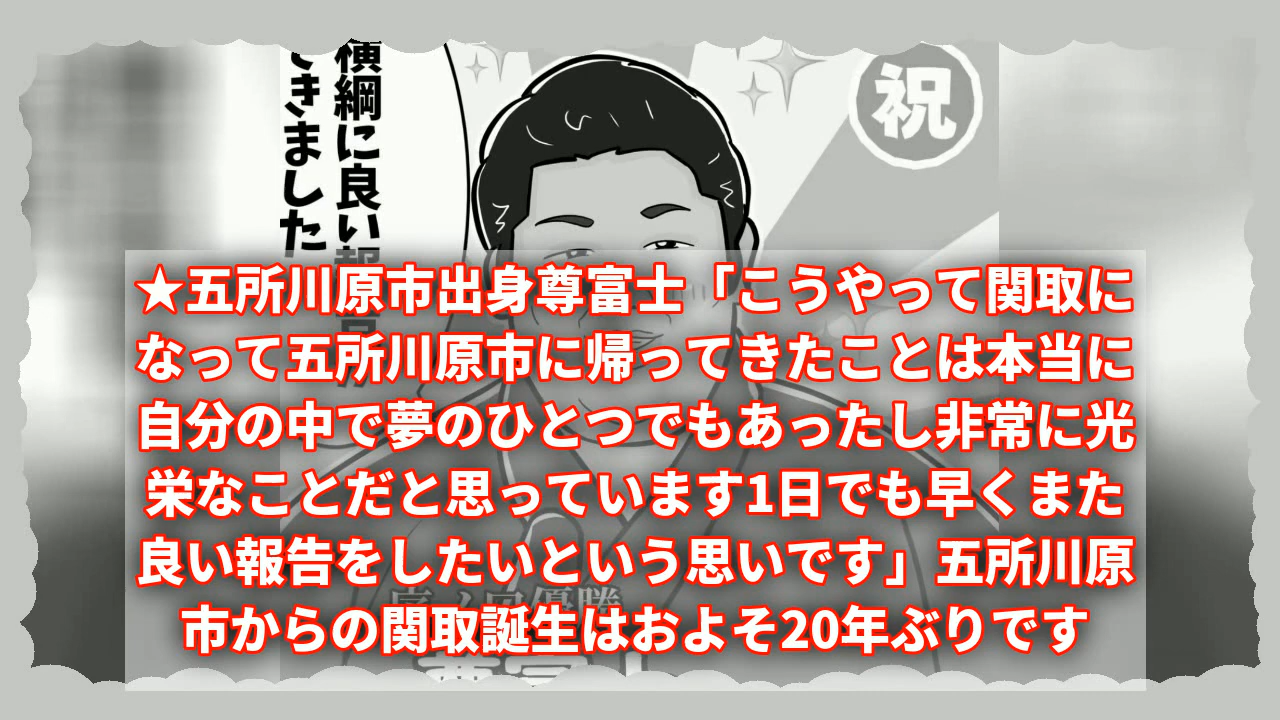 横綱に良い
できました
祝
★五所川原市出身尊富士「こうやって関取に
なって五所川原市に帰ってきたことは本当に
自分の中で夢のひとつでもあったし非常に光
栄なことだと思っています1日でも早くまた
良い報告をしたいという思いです」五所川原
市からの関取誕生はおよそ20年ぶりです